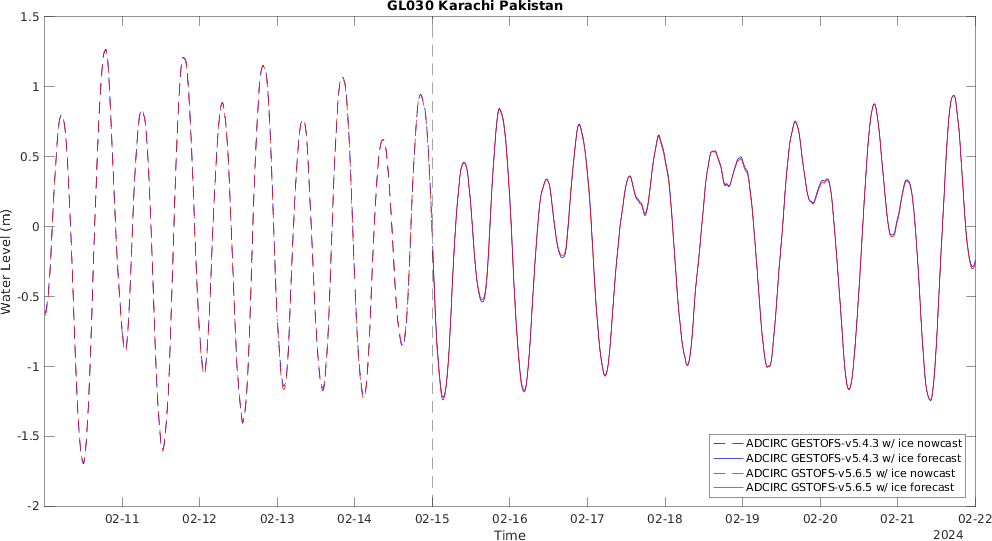 GL030 Karachi Pakistan
1.5
1
0.5
0
-0.5
-1
-1.5
-2
Water Level (m)
02-11 02-12 02-13 02-14 02-15 02-16 02-17 02-18 02-19 02-20 02-21 02-22
Time
2024
ADCIRC GESTOFS-v5.4.3 w/ ice nowcast
ADCIRC GESTOFS-v5.4.3 w/ ice forecast
ADCIRC GSTOFS-v5.6.5 w/ ice nowcast
ADCIRC GSTOFS-v5.6.5 w/ ice forecast